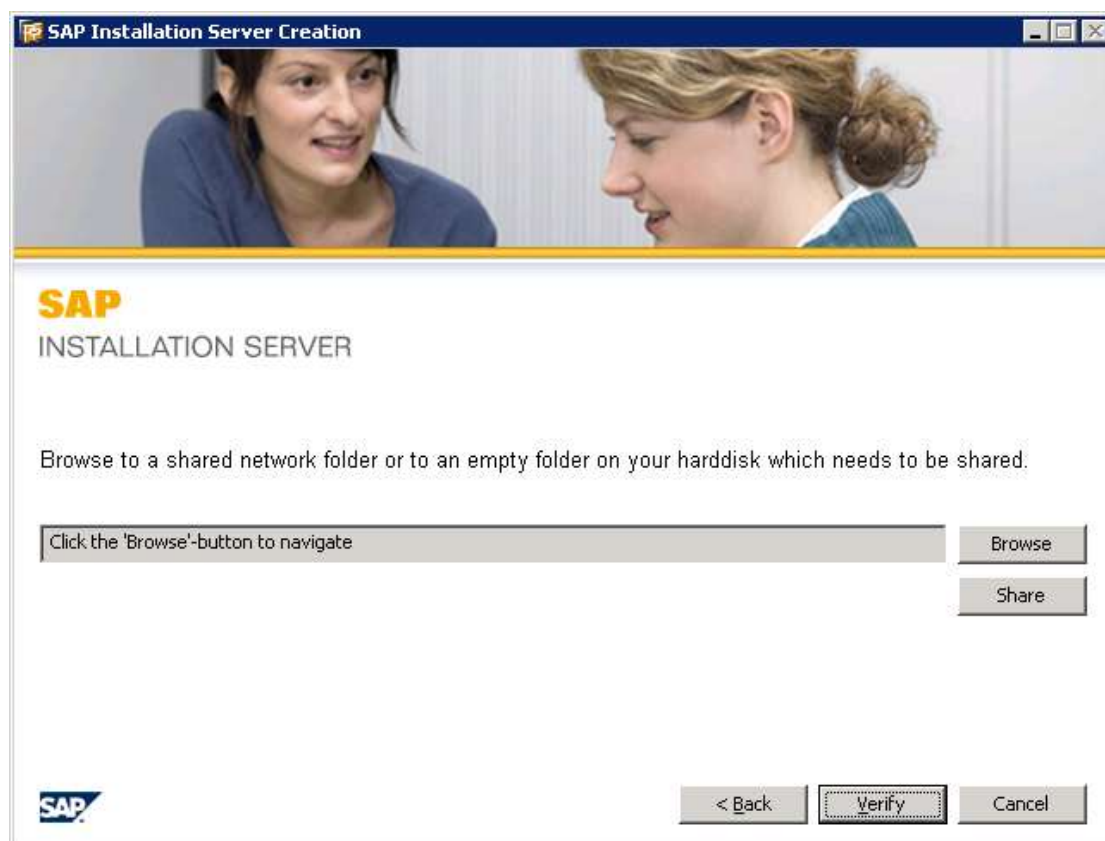 SAP Installation Server Creation
SAP
INSTALLATION SERVER
Browse to a shared network folder or to an empty folder on your harddisk which needs to be shared.
Click the 'Browse'-button to navigate
Browse
Share
SAP
< Back
Verify
Cancel